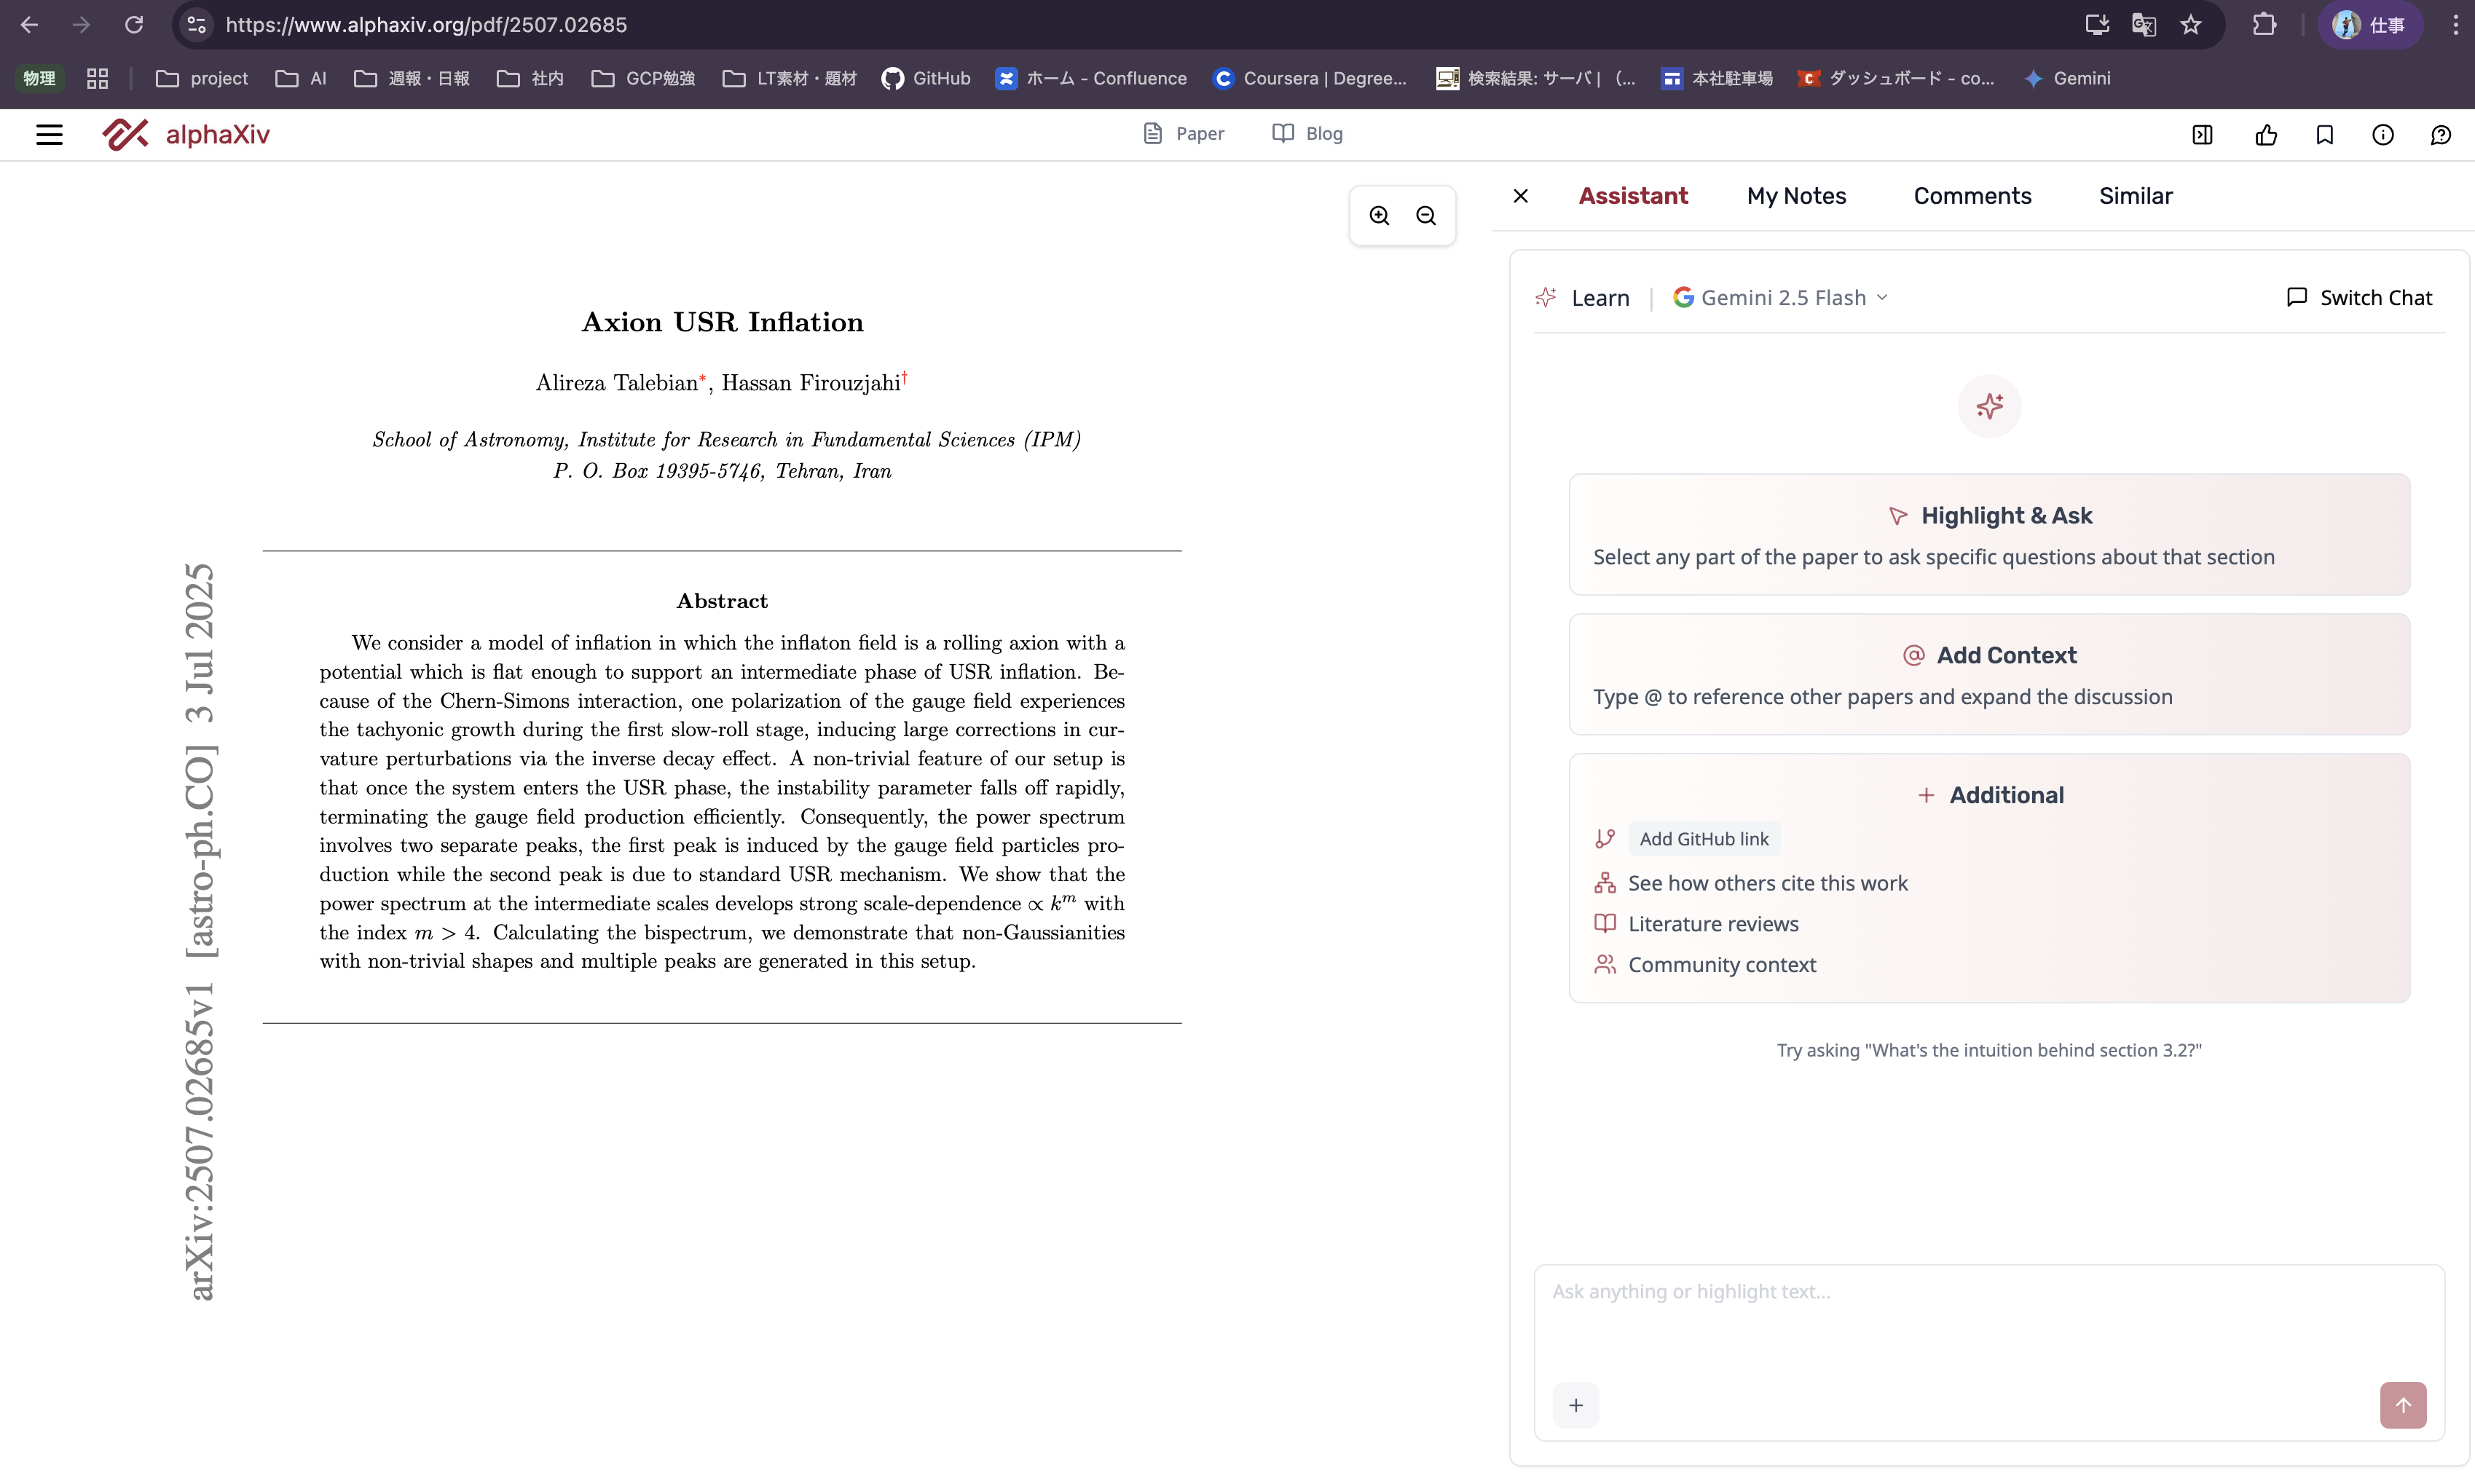 https://www.alphaxiv.org/pdf/2507.02685
仕事
物理
project
AI
週報・日報
社内
GCP勉強
LT素材・題材
GitHub
ホーム - Confluence
Coursera | Degree...
検索結果: サーバ | （...
本社駐車場
ダッシュボード - co...
Gemini
alphaXiv
Paper
Blog
Axion USR Inflation
Alireza Talebian*, Hassan Firouzjahi†
School of Astronomy, Institute for Research in Fundamental Sciences (IPM)
P. O. Box 19395-5746, Tehran, Iran
Abstract
We consider a model of inflation in which the inflaton field is a rolling axion with a
potential which is flat enough to support an intermediate phase of USR inflation. Be-
cause of the Chern-Simons interaction, one polarization of the gauge field experiences
the tachyonic growth during the first slow-roll stage, inducing large corrections in cur-
vature perturbations via the inverse decay effect. A non-trivial feature of our setup is
that once the system enters the USR phase, the instability parameter falls off rapidly,
terminating the gauge field production efficiently. Consequently, the power spectrum
involves two separate peaks, the first peak is induced by the gauge field particles pro-
duction while the second peak is due to standard USR mechanism. We show that the
power spectrum at the intermediate scales develops strong scale-dependence ∝ k^m with
the index m > 4. Calculating the bispectrum, we demonstrate that non-Gaussianities
with non-trivial shapes and multiple peaks are generated in this setup.
arXiv:2507.02685v1 [astro-ph.CO] 3 Jul 2025
Assistant
My Notes
Comments
Similar
Learn
Gemini 2.5 Flash
Switch Chat
Highlight & Ask
Select any part of the paper to ask specific questions about that section
Add Context
Type @ to reference other papers and expand the discussion
Additional
Add GitHub link
See how others cite this work
Literature reviews
Community context
Try asking "What's the intuition behind section 3.2?"
Ask anything or highlight text...